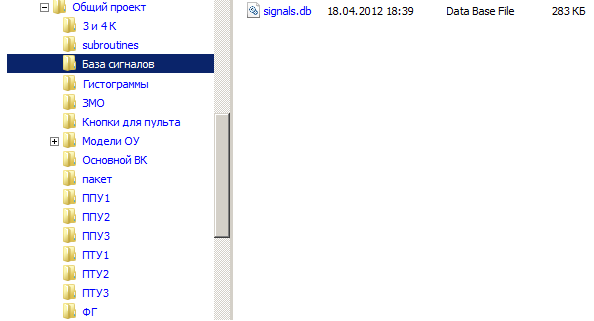 Общий проект
3 и 4 К
subroutines
База сигналов
Гистограммы
ЗМО
Кнопки для пульта
Модели ОУ
Основной ВК
пакет
ППУ1
ППУ2
ППУ3
ПТУ1
ПТУ2
ПТУ3
ФГ
signals.db 18.04.2012 18:39 Data Base File 283 КБ